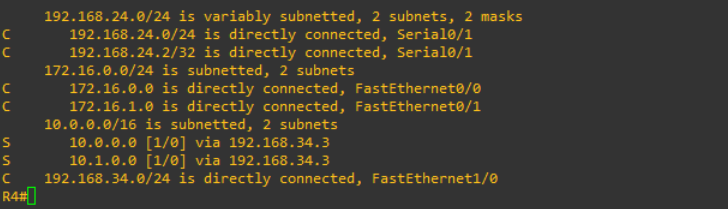 192.168.24.0/24 is variably subnetted, 2 subnets, 2 masks
C 192.168.24.0/24 is directly connected, Serial0/1
C 192.168.24.2/32 is directly connected, Serial0/1
172.16.0.0/24 is subnetted, 2 subnets
C 172.16.0.0 is directly connected, FastEthernet0/0
C 172.16.1.0 is directly connected, FastEthernet0/1
10.0.0.0/16 is subnetted, 2 subnets
S 10.0.0.0 [1/0] via 192.168.34.3
S 10.1.0.0 [1/0] via 192.168.34.3
C 192.168.34.0/24 is directly connected, FastEthernet1/0
R4#